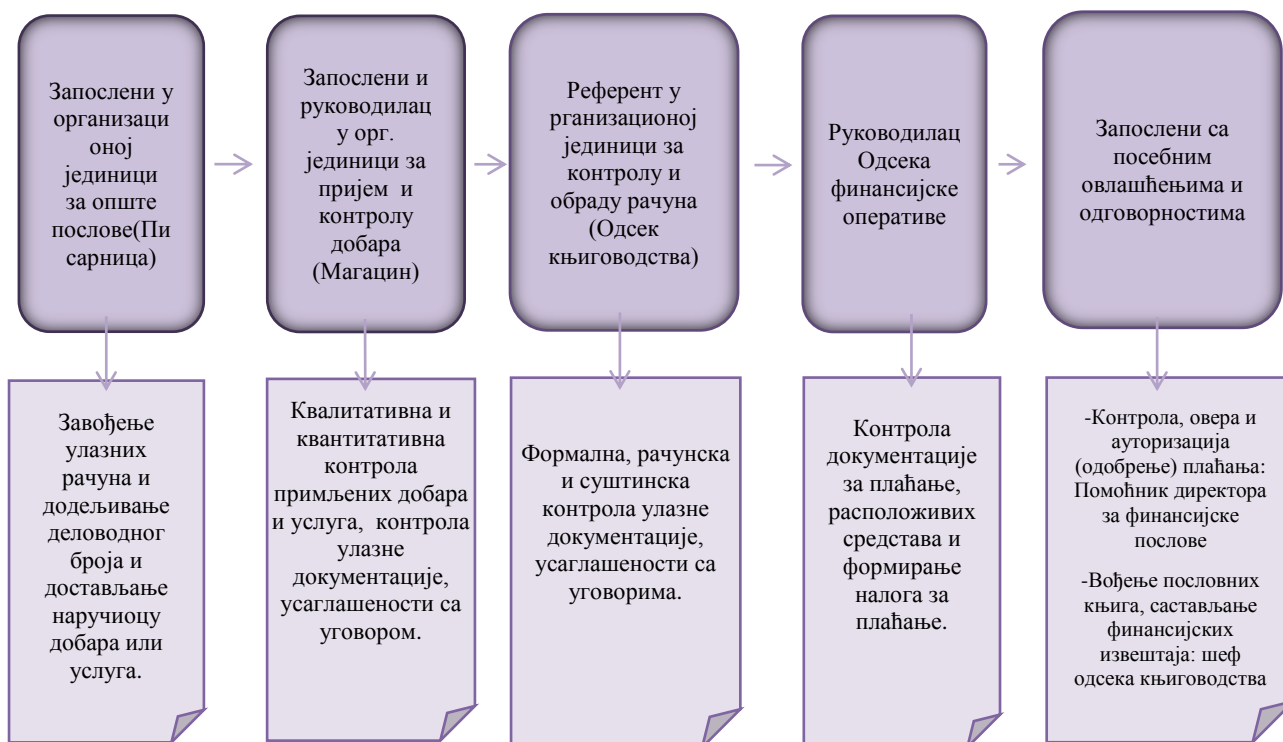 Запослени у
организаци
оној
јединици
за опште
послове(Пи
сарница)
Запослени и
руководилац
у орг.
јединици за
пријем и
контролу
добара
(Магацин)
Референт у
рганизационој
јединици за
контролу и
обраду рачуна
(Одсек
књиговодства)
Руководилац
Одсека
финансијске
оперативе
Запослени са
посебним
овлашћењима и
одговорностима
Завођење
улазних
рачуна и
додељивање
деловодног
броја и
достављање
наручиоцу
добара или
услуга.
Квалитативна и
квантитативна
контрола
примљених добара
и услуга, контрола
улазне
документације,
усаглашености са
уговором.
Формална, рачунска
и суштинска
контрола улазне
документације,
усаглашености са
уговорима.
Контрола
документације
за плаћање,
расположивих
средстава и
формирање
налога за
плаћање.
-Контрола, овера и
ауторизација
(одобрење) плаћања:
Помоћник директора
за финансијске
послове
-Вођење пословних
књига, састављање
финансијских
извештаја: шеф
одсека књиговодства